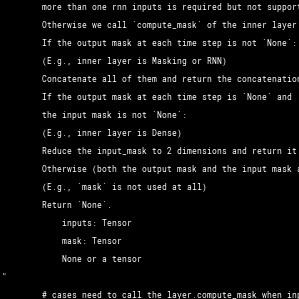 more than one rnn inputs is required but not support
Otherwise we call `compute_mask` of the inner layer
If the output mask at each time step is not `None`:
(E.g., inner layer is Masking or RNN)
Concatenate all of them and return the concatenation
If the output mask at each time step is `None` and
the input mask is not `None`:
(E.g., inner layer is Dense)
Reduce the input_mask to 2 dimensions and return it
Otherwise (both the output mask and the input mask a
(E.g., `mask` is not used at all)
Return `None`.
inputs: Tensor
mask: Tensor
None or a tensor
"
# cases need to call the layer.compute_mask when inp